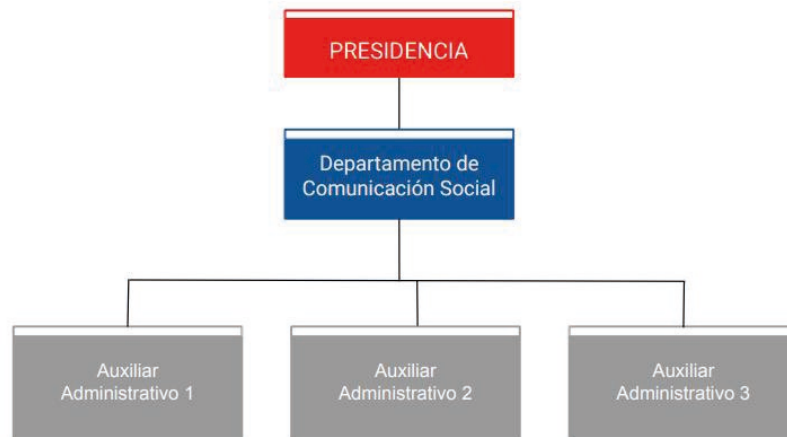 PRESIDENCIA
Departamento de
Comunicación Social
Auxiliar
Administrativo 1
Auxiliar
Administrativo 2
Auxiliar
Administrativo 3